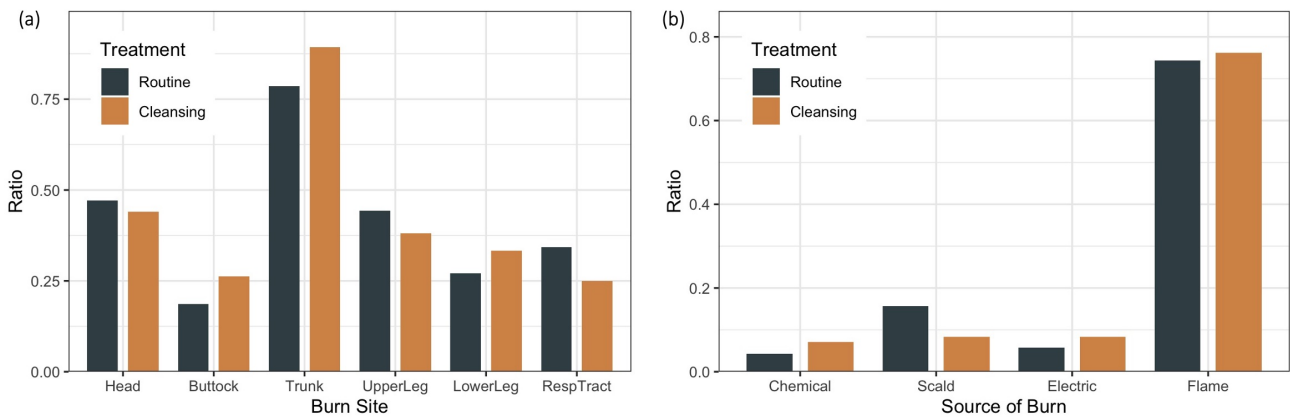 (a)
Treatment
Routine
Cleansing
0.75
0.50
0.25
0.00
Ratio
Head Buttock Trunk UpperLeg LowerLeg RespTract
Burn Site
(b)
Treatment
Routine
Cleansing
0.8
0.6
0.4
0.2
0.0
Ratio
Chemical Scald Electric Flame
Source of Burn